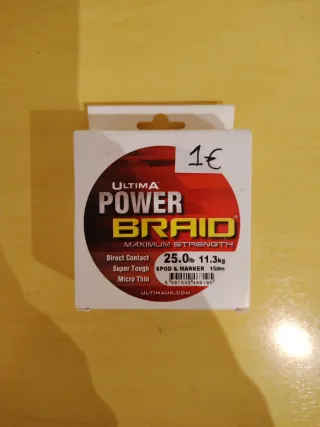 1€
ULTIMA
POWER
BRAID
MAXIMUM STRENGTH
Direct Contact
Super Tough
Micro Thin
25.0lb 11.3kg
SPOD & MARKER 150m
ULTIMAUK.COM